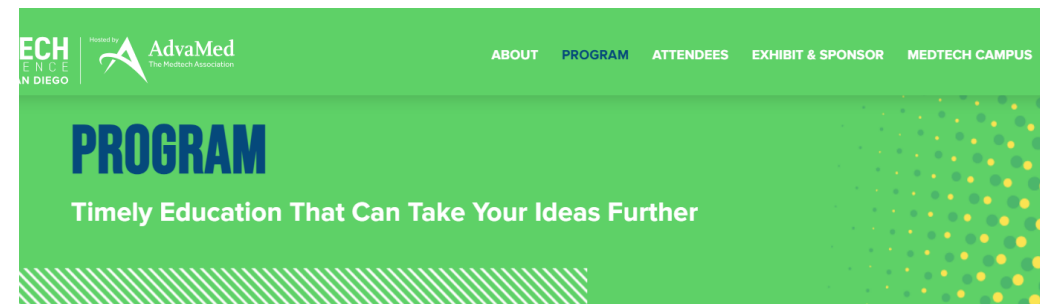 ECH
ENCE
AN DIEGO
Hosted by
AdvaMed
The Medtech Association
ABOUT PROGRAM ATTENDEES EXHIBIT & SPONSOR MEDTECH CAMPUS
PROGRAM
Timely Education That Can Take Your Ideas Further